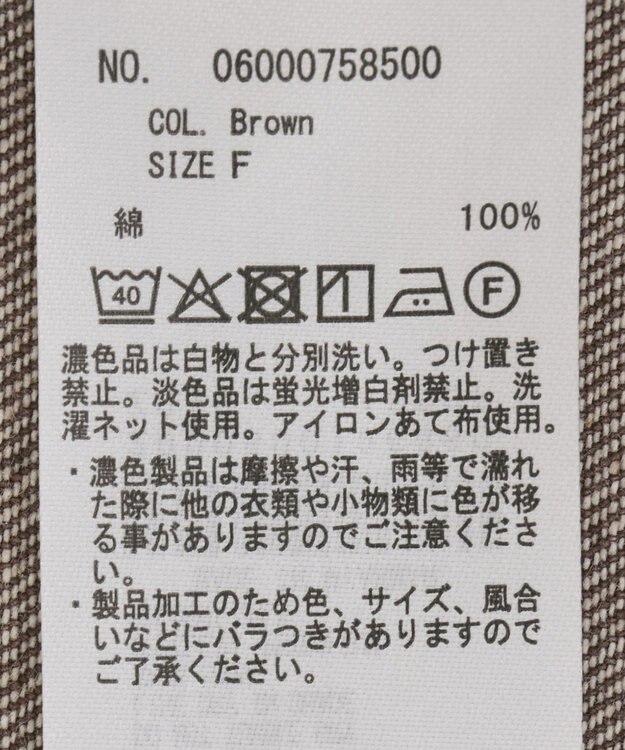 NO. 06000758500
COL. Brown
SIZE F
綿 100%
40 F
濃色品は白物と分別洗い。つけ置き
禁止。淡色品は蛍光増白剤禁止。洗
濯ネット使用。アイロンあて布使用。
・濃色製品は摩擦や汗、雨等で濡れ
た際に他の衣類や小物類に色が移
る事がありますのでご注意くださ
い。
・製品加工のため色、サイズ、風合
いなどにバラつきがありますので
ご了承ください。